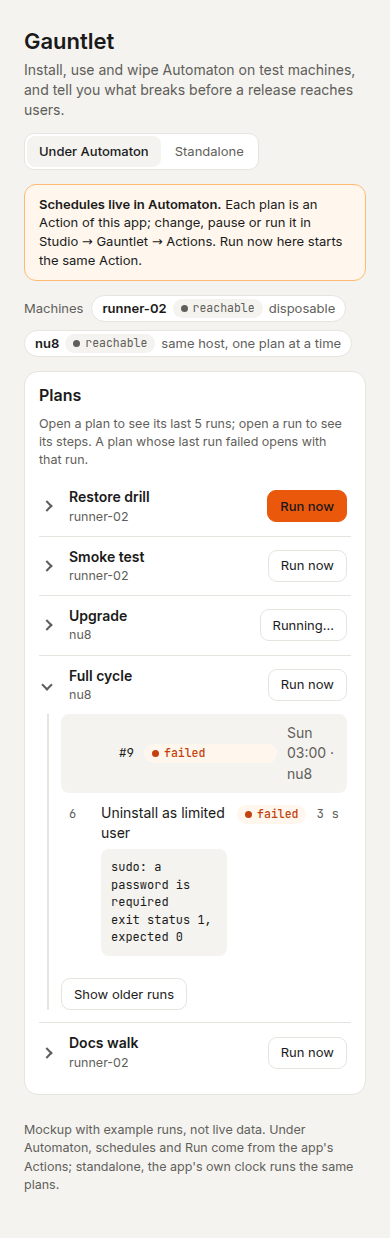 Gauntlet
Install, use and wipe Automaton on test machines,
and tell you what breaks before a release reaches
users.
Under Automaton Standalone
Schedules live in Automaton. Each plan is an
Action of this app; change, pause or run it in
Studio → Gauntlet → Actions. Run now here starts
the same Action.
Machines runner-02 reachable disposable
nu8 reachable same host, one plan at a time
Plans
Open a plan to see its last 5 runs; open a run to see
its steps. A plan whose last run failed opens with
that run.
Restore drill
runner-02
Run now
Smoke test
runner-02
Run now
Upgrade
nu8
Running…
Full cycle
nu8
Run now
#9 failed
Sun
03:00 ·
nu8
6 Uninstall as limited failed 3 s
user
sudo: a
password is
required
exit status 1,
expected 0
Show older runs
Docs walk
runner-02
Run now
Mockup with example runs, not live data. Under
Automaton, schedules and Run come from the app's
Actions; standalone, the app's own clock runs the same
plans.